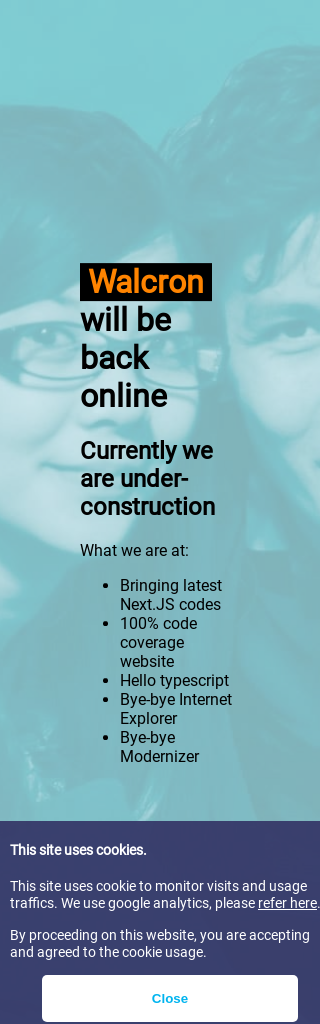 Walcron
will be
back
online
Currently we
are under-
construction
What we are at:
Bringing latest
Next.JS codes
100% code
coverage
website
Hello typescript
Bye-bye Internet
Explorer
Bye-bye
Modernizer
This site uses cookies.
This site uses cookie to monitor visits and usage
traffics. We use google analytics, please refer here.
By proceeding on this website, you are accepting
and agreed to the cookie usage.
Close